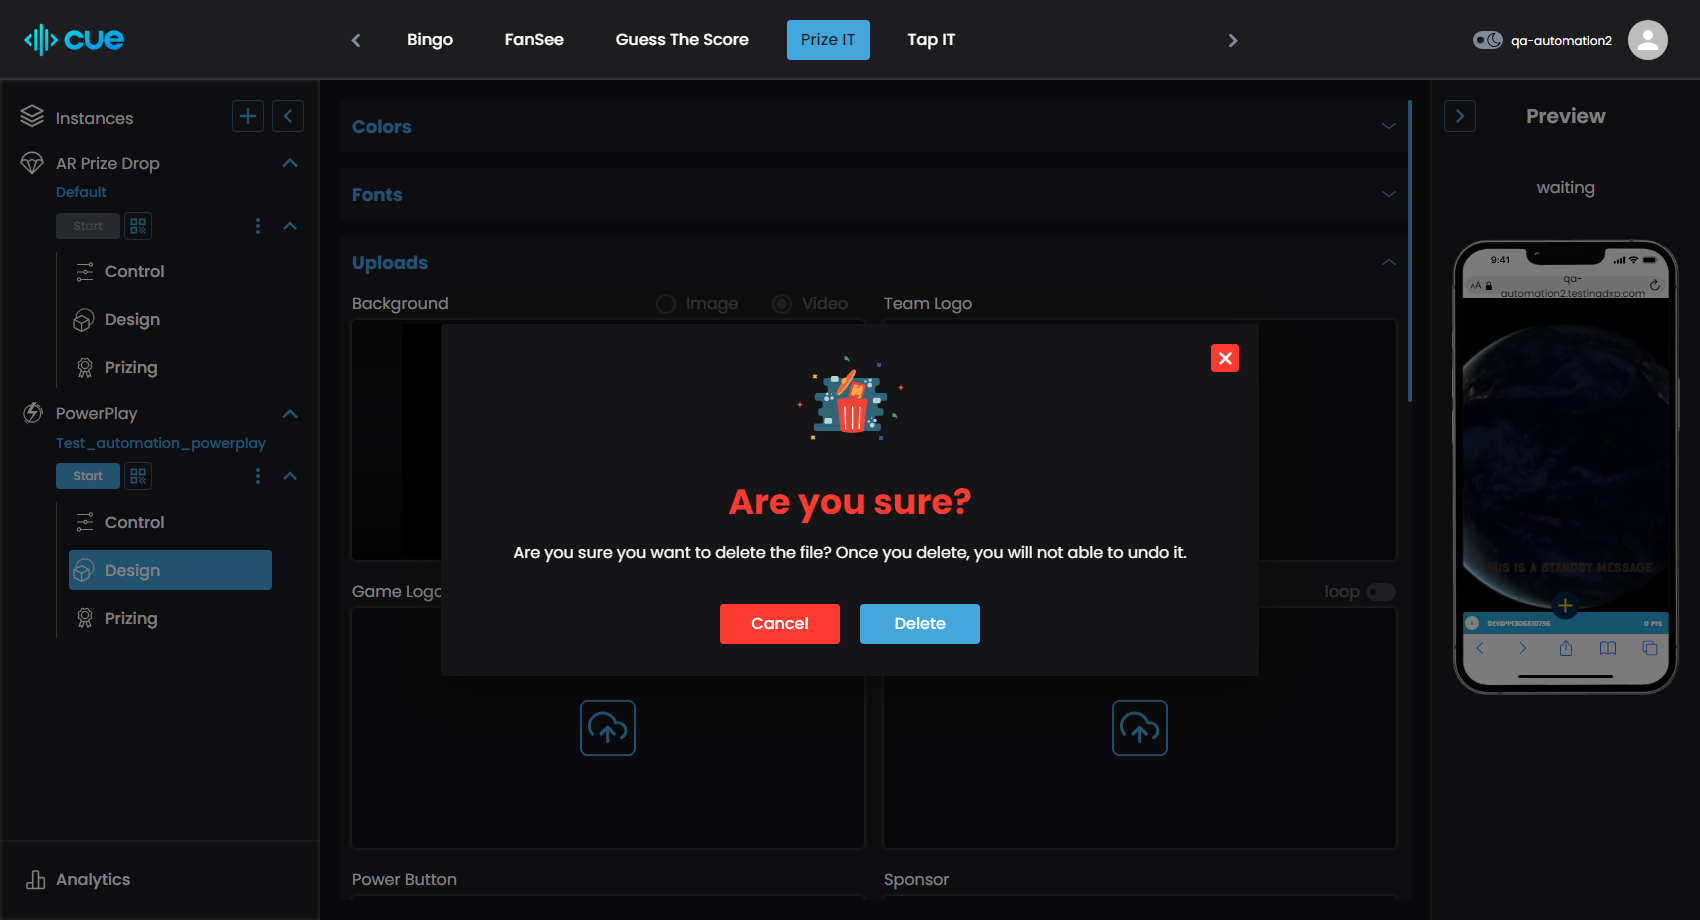 cue
Bingo
FanSee
Guess The Score
Prize IT
Tap IT
qa-automation2
Instances
AR Prize Drop
Default
Start
Control
Design
Prizing
PowerPlay
Test_automation_powerplay
Start
Control
Design
Prizing
Analytics
Colors
Fonts
Uploads
Background
Image
Video
Team Logo
Are you sure?
Are you sure you want to delete the file? Once you delete, you will not able to undo it.
Cancel
Delete
Game Logo
loop
Power Button
Sponsor
Preview
waiting
9:41
AA
qa-
automation2.testingdxp.com
THIS IS A STANDBY MESSAGE
0 PTS.